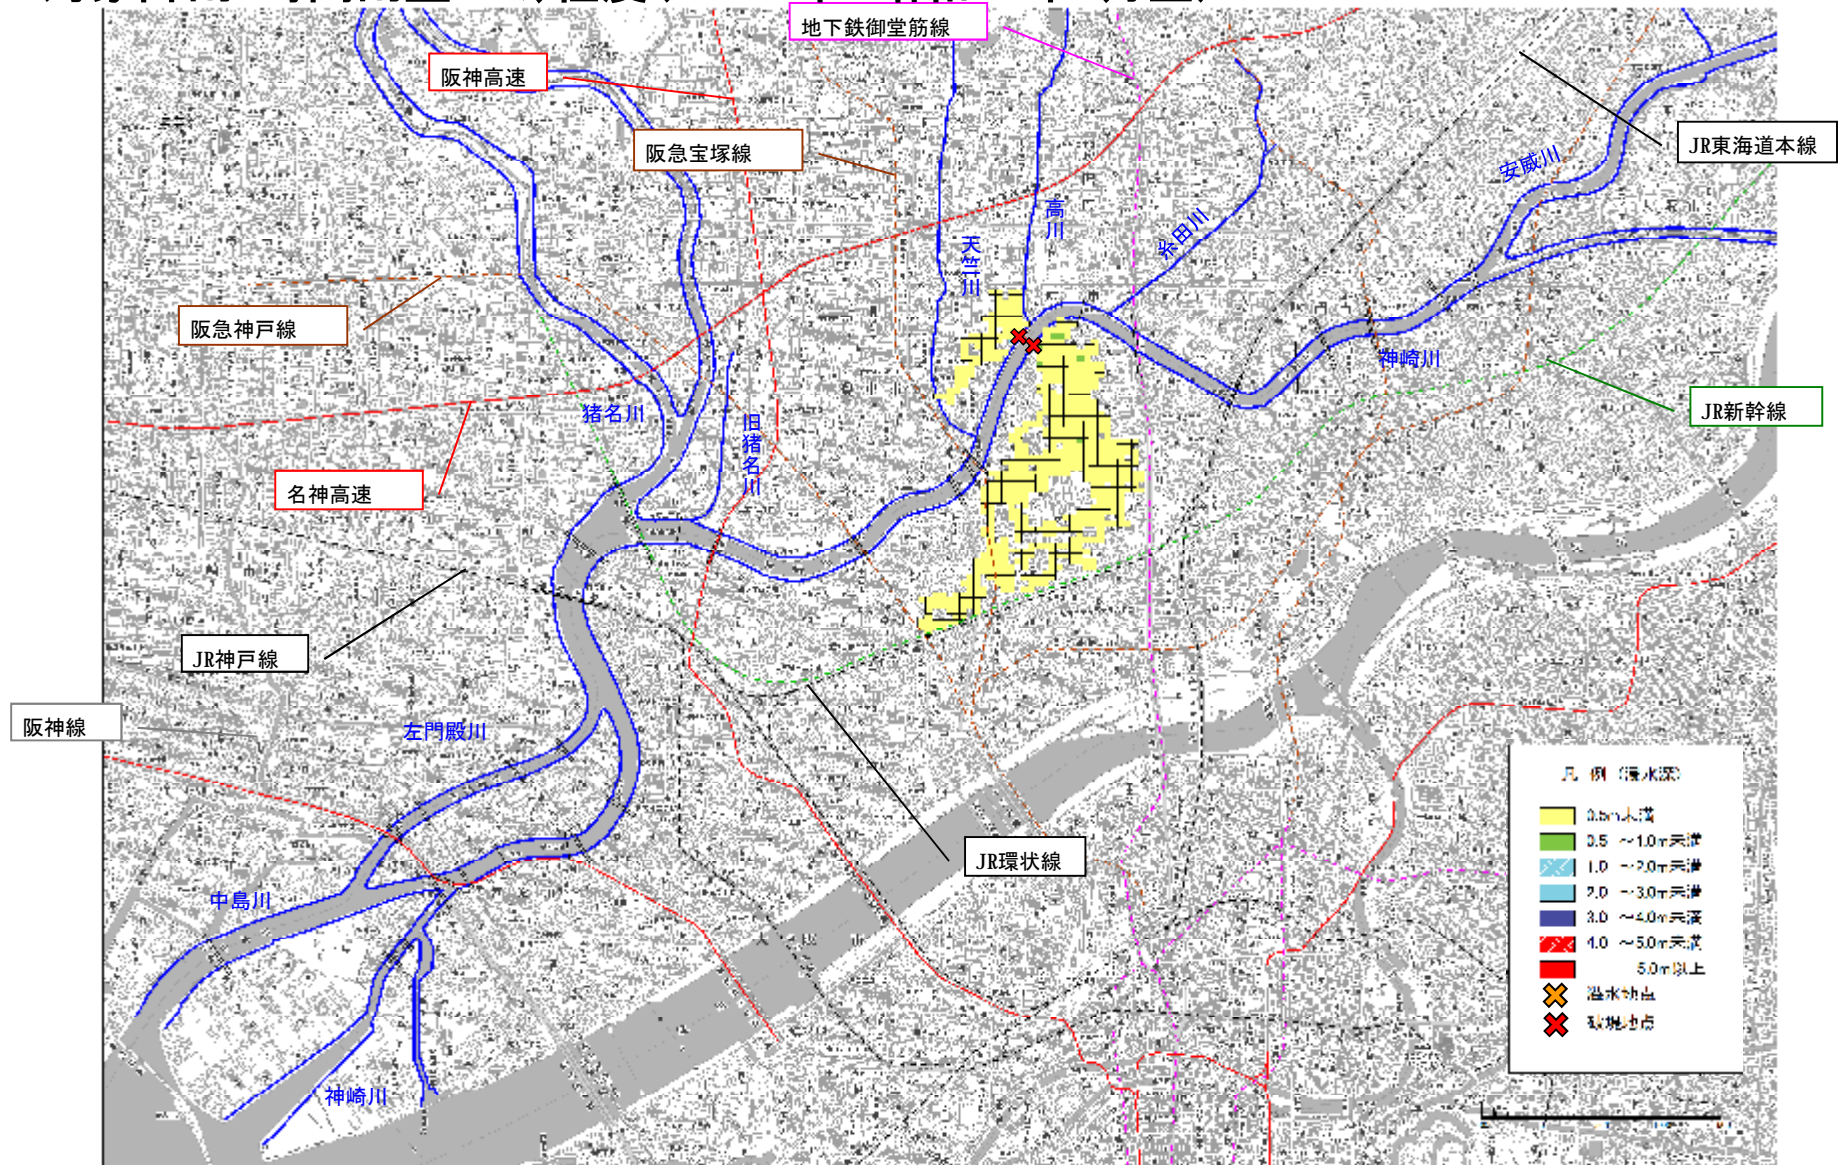 地下鉄御堂筋線
阪神高速
阪急宝塚線
JR東海道本線
安威川
高川
糸田川
天竺川
阪急神戸線
神崎川
JR新幹線
猪名川
旧猪名川
名神高速
JR神戸線
阪神線
左門殿川
JR環状線
中島川
神崎川
凡 例 (浸水深)
0.5m未満
0.5 ～1.0m未満
1.0 ～2.0m未満
2.0 ～3.0m未満
3.0 ～4.0m未満
4.0 ～5.0m未満
5.0m以上
溢水地点
破堤地点